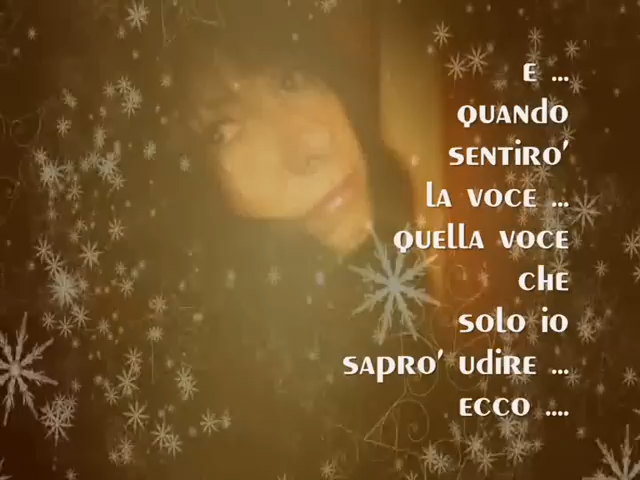 E ...
QUANDO
SENTIRO'
LA VOCE ...
QUELLA VOCE
CHE
SOLO IO
SAPRO' UDIRE ...
ECCO ....